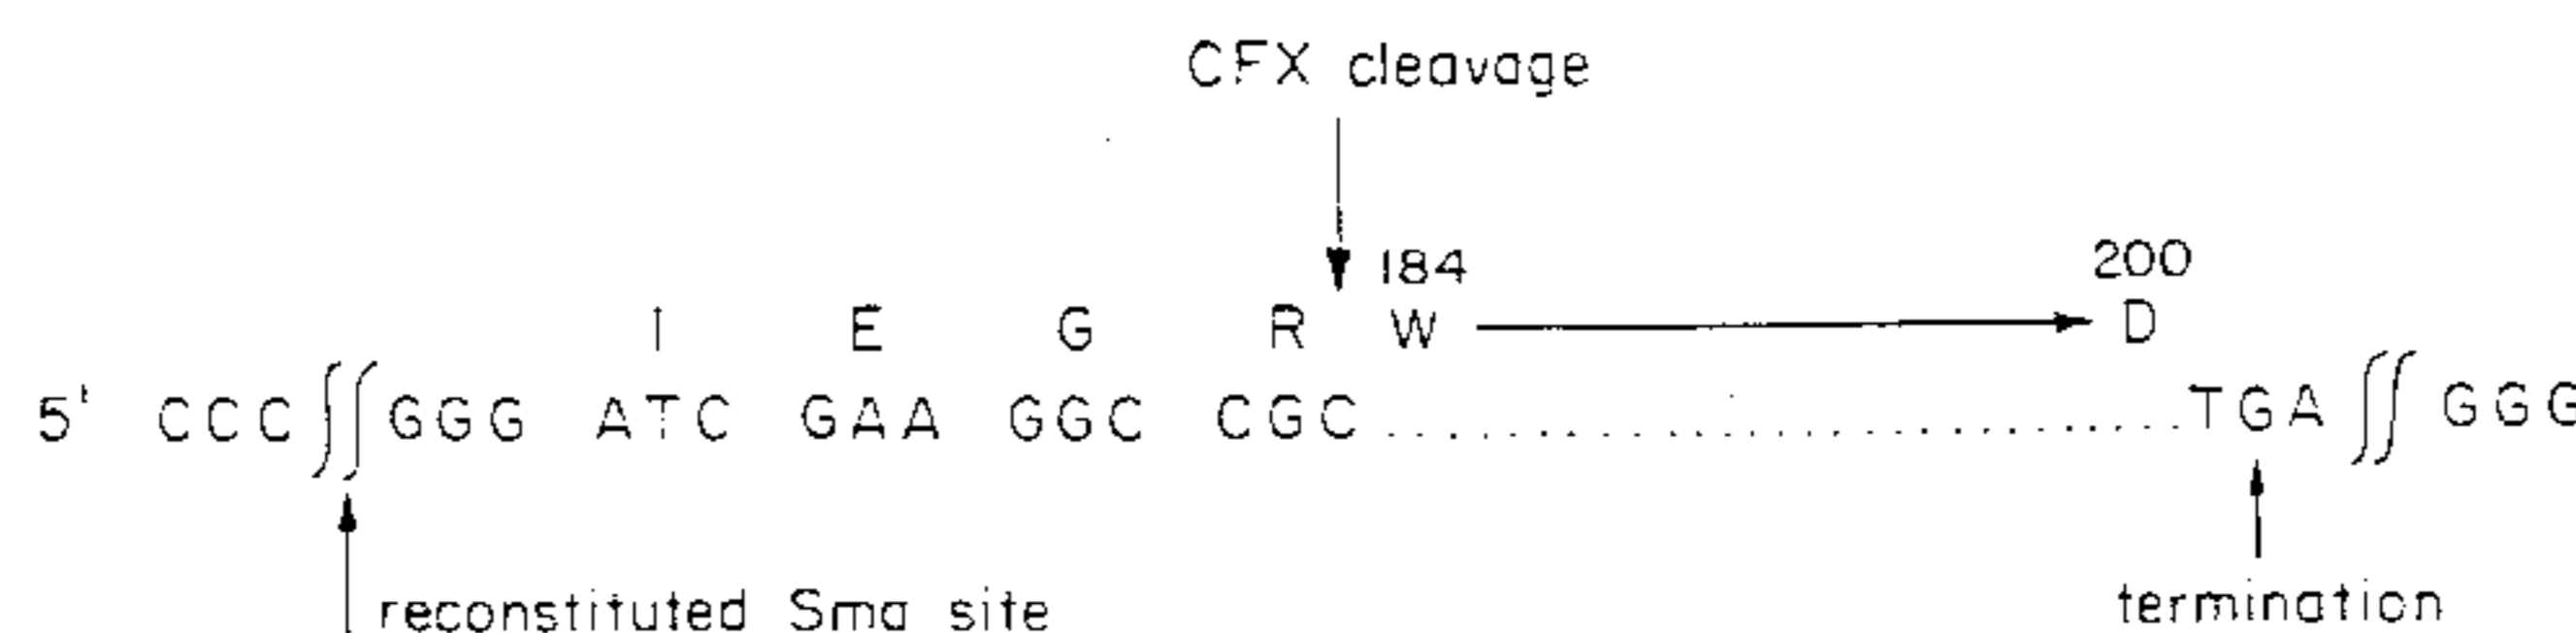 CFX cleavage
184 200
I E G R W D
5' CCC GGG ATC GAA GGC CGC TGA GGG
reconstituted Sma site termination